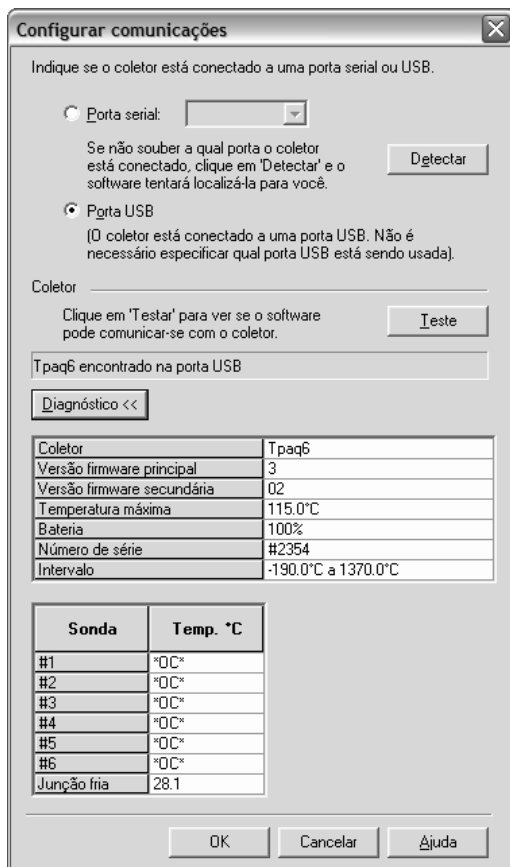 Configurar comunicações
Indique se o coletor está conectado a uma porta serial ou USB.
Porta serial:
Se não souber a qual porta o coletor
está conectado, clique em 'Detectar' e o
software tentará localizá-la para você.
Detectar
Porta USB
(O coletor está conectado a uma porta USB. Não é
necessário especificar qual porta USB está sendo usada).
Coletor
Clique em 'Testar' para ver se o software
pode comunicar-se com o coletor.
Teste
Tpaq6 encontrado na porta USB
Diagnóstico <<
Coletor Tpaq6
Versão firmware principal 3
Versão firmware secundária 02
Temperatura máxima 115.0°C
Bateria 100%
Número de série #2354
Intervalo -190.0°C a 1370.0°C
Sonda Temp. °C
#1 *OC*
#2 *OC*
#3 *OC*
#4 *OC*
#5 *OC*
#6 *OC*
Junção fria 28.1
OK Cancelar Ajuda